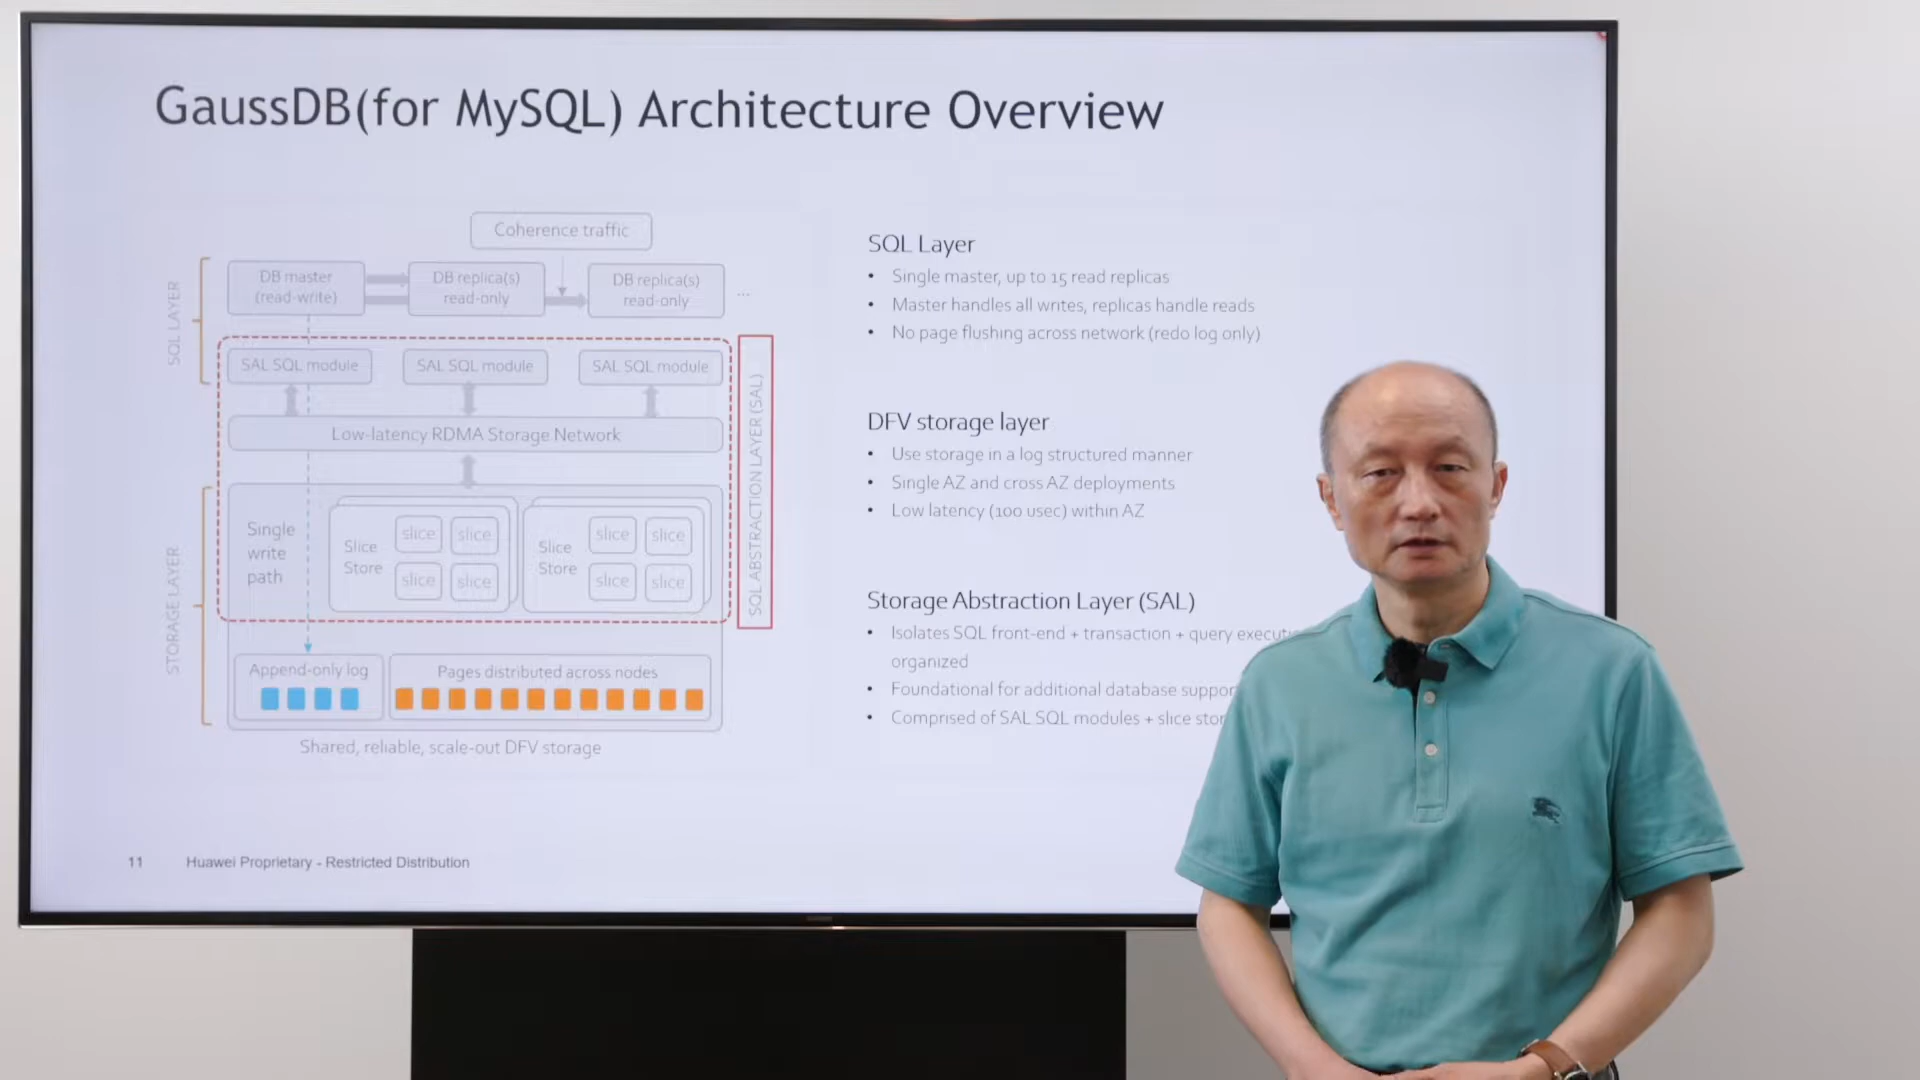 GaussDB(for MySQL) Architecture Overview
Coherence traffic
SQL LAYER
DB master
(read-write)
DB replica(s)
read-only
DB replica(s)
read-only
...
SAL SQL module
SAL SQL module
SAL SQL module
Low-latency RDMA Storage Network
SQL ABSTRACTION LAYER (SAL)
STORAGE LAYER
Single
write
path
Slice
Store
slice
slice
slice
slice
Slice
Store
slice
slice
slice
slice
Append-only log
Pages distributed across nodes
Shared, reliable, scale-out DFV storage
SQL Layer
• Single master, up to 15 read replicas
• Master handles all writes, replicas handle reads
• No page flushing across network (redo log only)
DFV storage layer
• Use storage in a log structured manner
• Single AZ and cross AZ deployments
• Low latency (100 usec) within AZ
Storage Abstraction Layer (SAL)
• Isolates SQL front-end + transaction + query
organized
• Foundational for additional database
• Comprised of SAL SQL modules + slice
11
Huawei Proprietary - Restricted Distribution